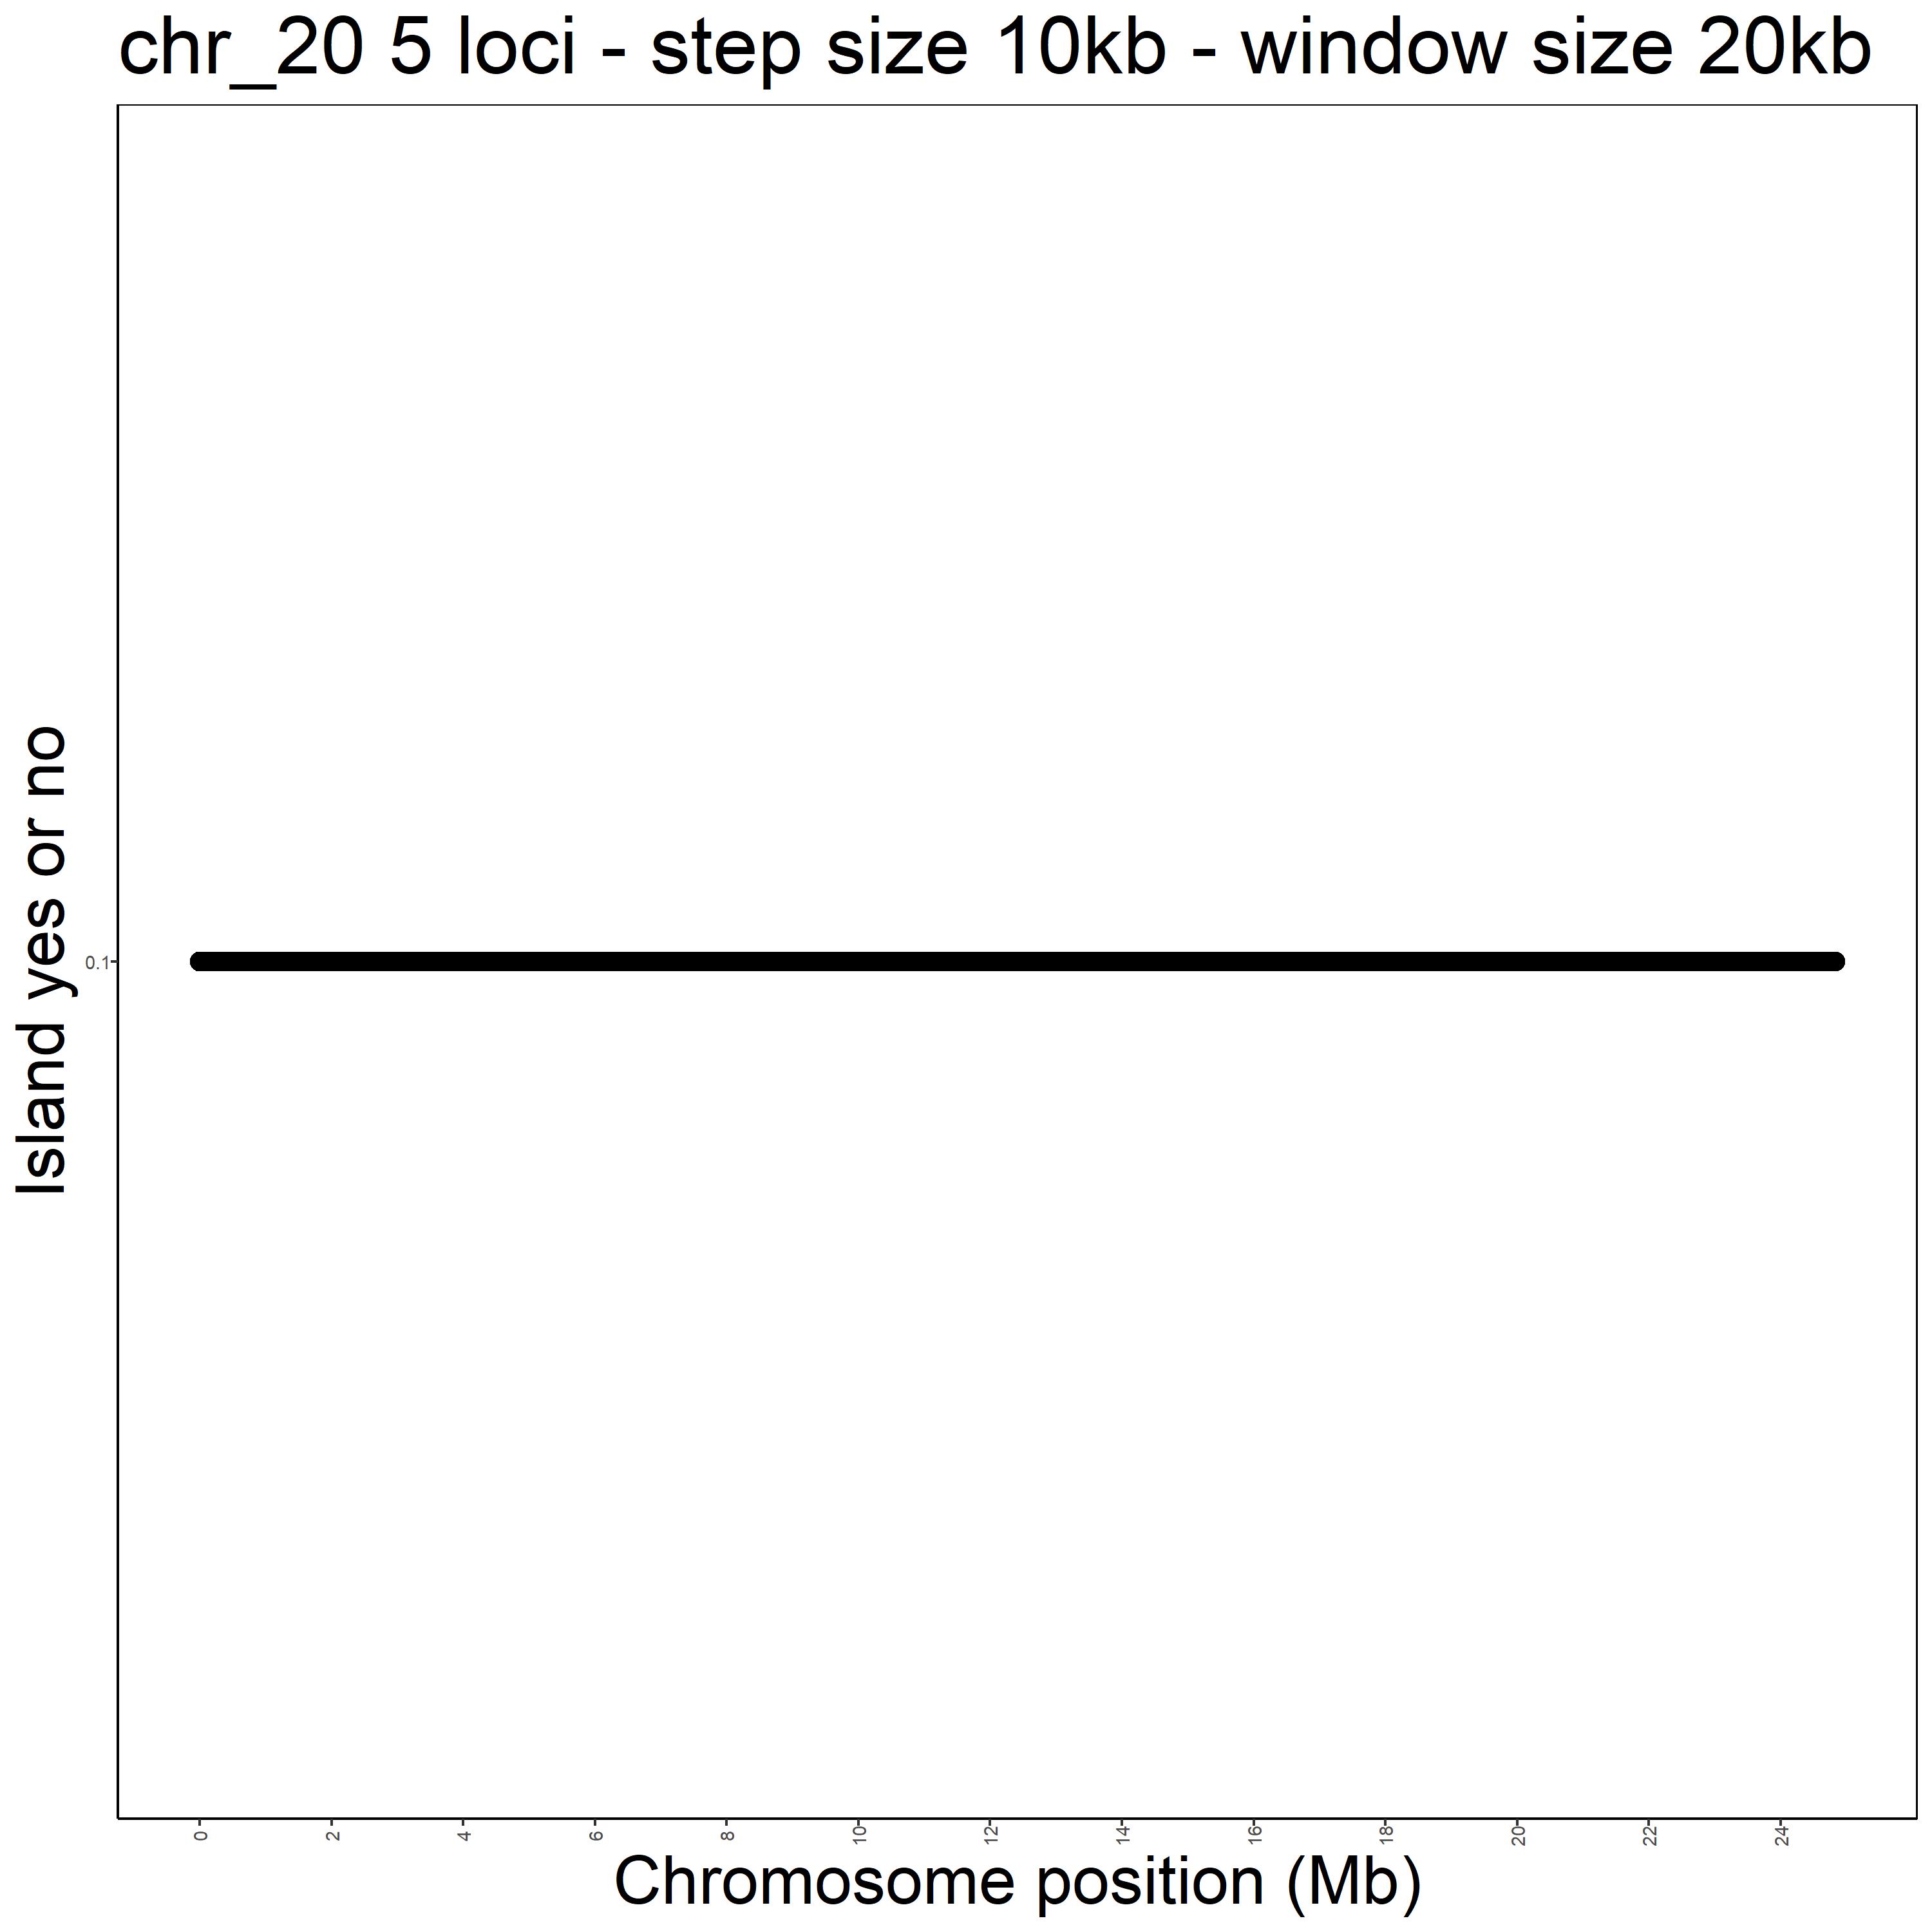 chr_20 5 loci - step size 10kb - window size 20kb
Island yes or no
0.1
0 2 4 6 8 10 12 14 16 18 20 22 24
Chromosome position (Mb)